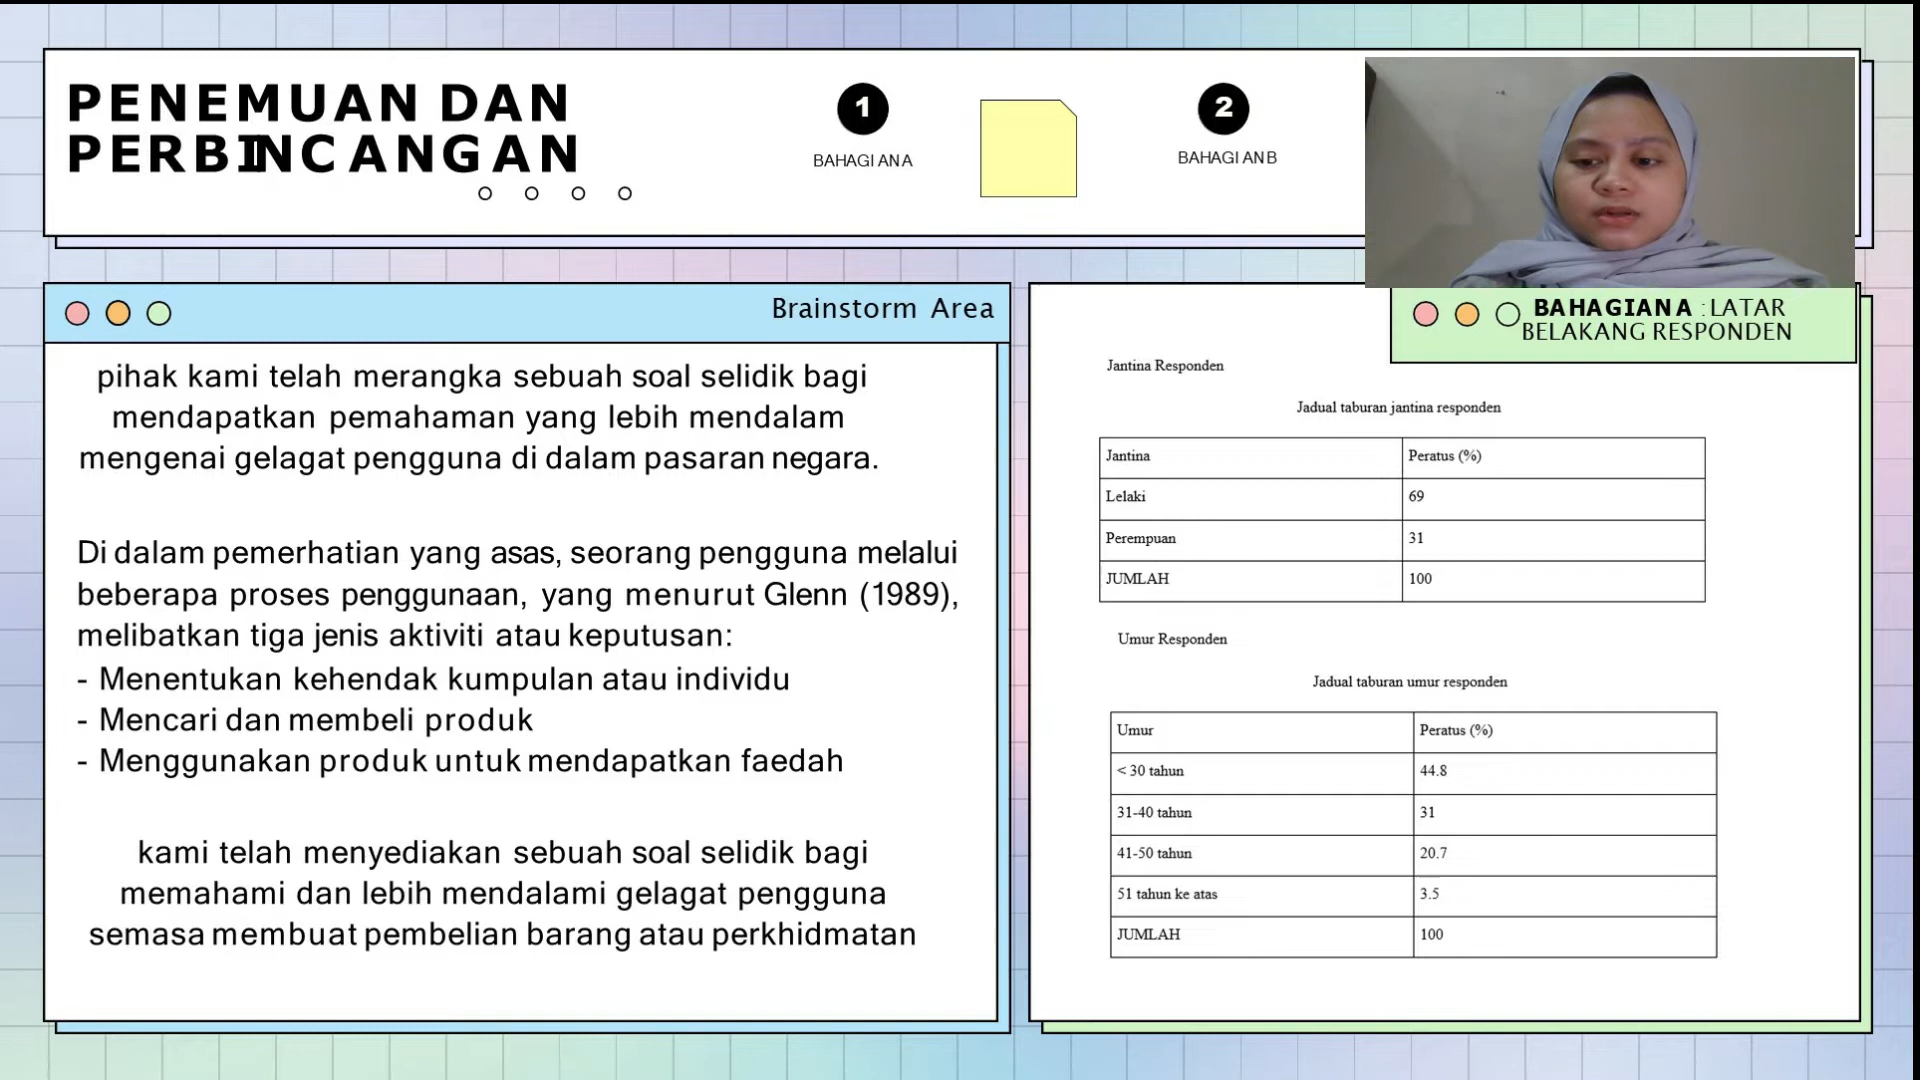 PENEMUAN DAN
PERBINCANGAN
1
BAHAGIAN A
2
BAHAGIAN B
Brainstorm Area
pihak kami telah merangka sebuah soal selidik bagi
mendapatkan pemahaman yang lebih mendalam
mengenai gelagat pengguna di dalam pasaran negara.
Di dalam pemerhatian yang asas, seorang pengguna melalui
beberapa proses penggunaan, yang menurut Glenn (1989),
melibatkan tiga jenis aktiviti atau keputusan:
- Menentukan kehendak kumpulan atau individu
- Mencari dan membeli produk
- Menggunakan produk untuk mendapatkan faedah
kami telah menyediakan sebuah soal selidik bagi
memahami dan lebih mendalami gelagat pengguna
semasa membuat pembelian barang atau perkhidmatan
BAHAGIAN A : LATAR
BELAKANG RESPONDEN
Jantina Responden
Jadual taburan jantina responden
Jantina Peratus (%)
Lelaki 69
Perempuan 31
JUMLAH 100
Umur Responden
Jadual taburan umur responden
Umur Peratus (%)
< 30 tahun 44.8
31-40 tahun 31
41-50 tahun 20.7
51 tahun ke atas 3.5
JUMLAH 100